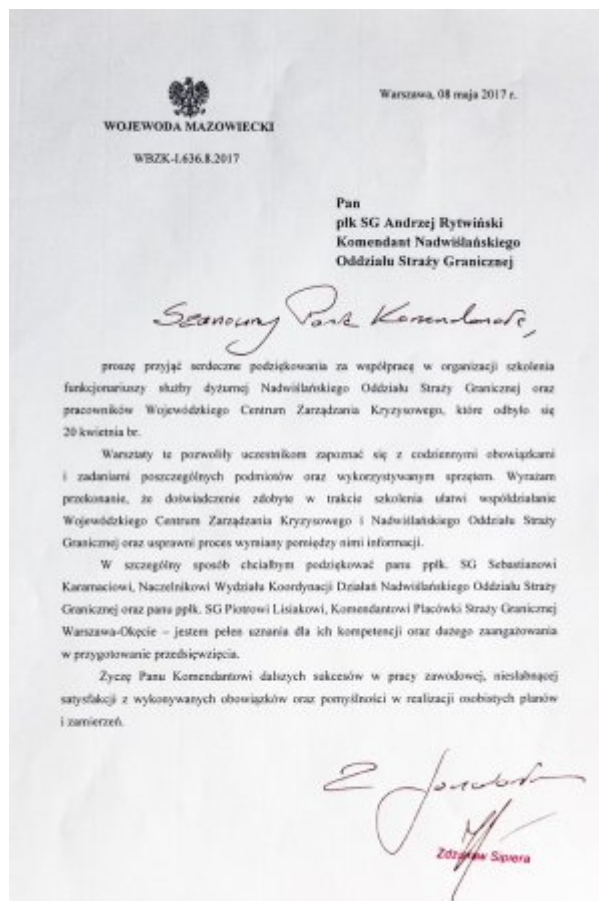 Warszawa, 08 maja 2017 r.
WOJEWODA MAZOWIECKI
WBZK-I.636.8.2017
Pan
płk SG Andrzej Rytwiński
Komendant Nadwiślańskiego
Oddziału Straży Granicznej
Szanowny Panie Komendancie,
proszę przyjąć serdeczne podziękowania za współpracę w organizacji szkolenia
funkcjonariuszy służby dyżurnej Nadwiślańskiego Oddziału Straży Granicznej oraz
pracowników Wojewódzkiego Centrum Zarządzania Kryzysowego, które odbyło się
20 kwietnia br.
Warsztaty te pozwoliły uczestnikom zapoznać się z codziennymi obowiązkami
i zadaniami poszczególnych podmiotów oraz wykorzystywanym sprzętem. Wyrażam
przekonanie, że doświadczenie zdobyte w trakcie szkolenia ułatwi współdziałanie
Wojewódzkiego Centrum Zarządzania Kryzysowego i Nadwiślańskiego Oddziału Straży
Granicznej oraz usprawni proces wymiany pomiędzy nimi informacji.
W szczególny sposób chciałbym podziękować panu ppłk. SG Sebastianowi
Karamaciowi, Naczelnikowi Wydziału Koordynacji Działań Nadwiślańskiego Oddziału Straży
Granicznej oraz panu ppłk. SG Piotrowi Lisiakowi, Komendantowi Placówki Straży Granicznej
Warszawa-Okęcie – jestem pełen uznania dla ich kompetencji oraz dużego zaangażowania
w przygotowanie przedsięwzięcia.
Życzę Panu Komendantowi dalszych sukcesów w pracy zawodowej, niesłabnącej
satysfakcji z wykonywanych obowiązków oraz pomyślności w realizacji osobistych planów
i zamierzeń.
Z
Zdzisław Sipiera